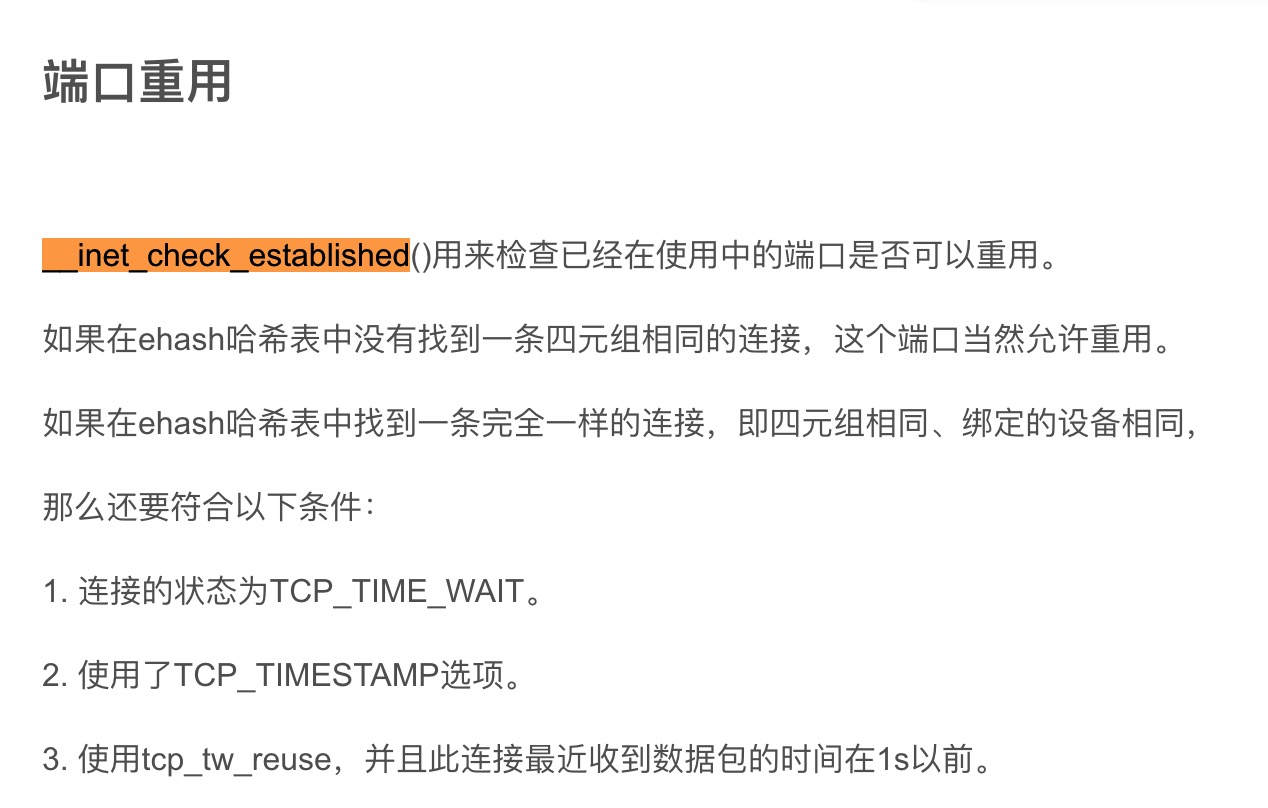 端口重用
__inet_check_established()用来检查已经在使用中的端口是否可以重用。
如果在ehash哈希表中没有找到一条四元组相同的连接，这个端口当然允许重用。
如果在ehash哈希表中找到一条完全一样的连接，即四元组相同、绑定的设备相同，
那么还要符合以下条件：
1. 连接的状态为TCP_TIME_WAIT。
2. 使用了TCP_TIMESTAMP选项。
3. 使用tcp_tw_reuse，并且此连接最近收到数据包的时间在1s以前。